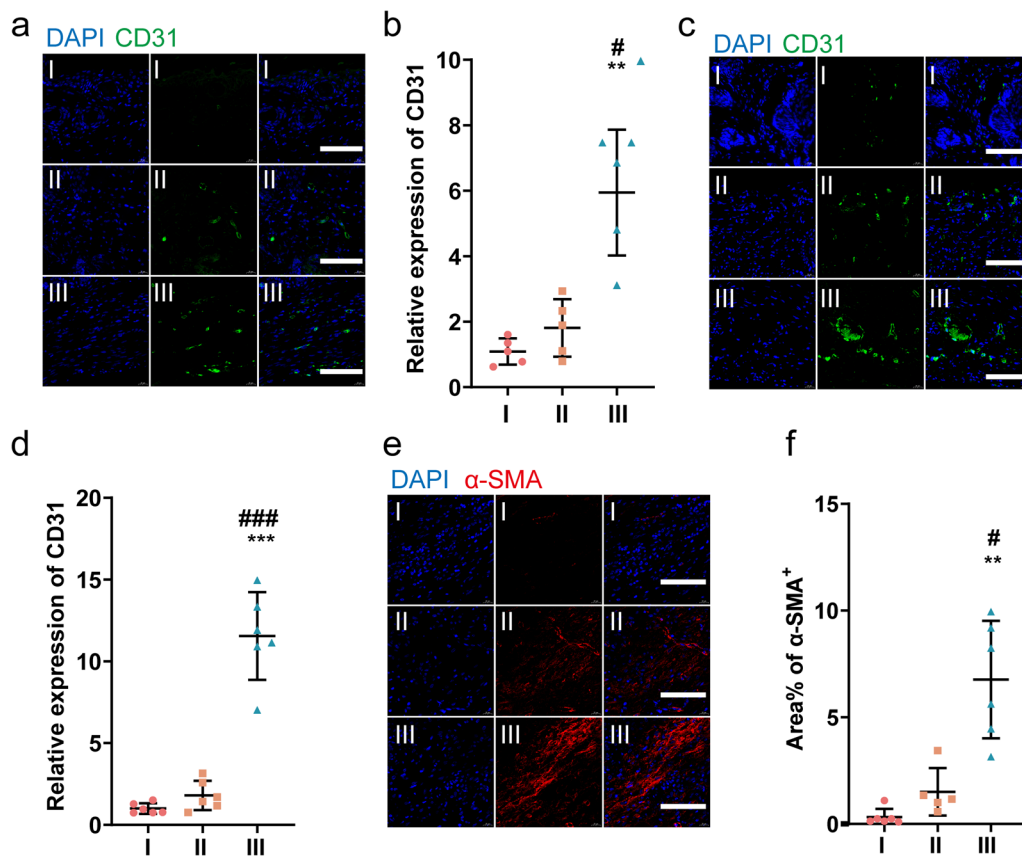 a
DAPI CD31
I I I
II II II
III III III
b
Relative expression of CD31
10
8
6
4
2
0
#
**
I II III
c
DAPI CD31
I I I
II II II
III III III
d
Relative expression of CD31
20
15
10
5
0
###
***
I II III
e
DAPI α-SMA
I I I
II II II
III III III
f
Area% of α-SMA+
15
10
5
0
#
**
I II III